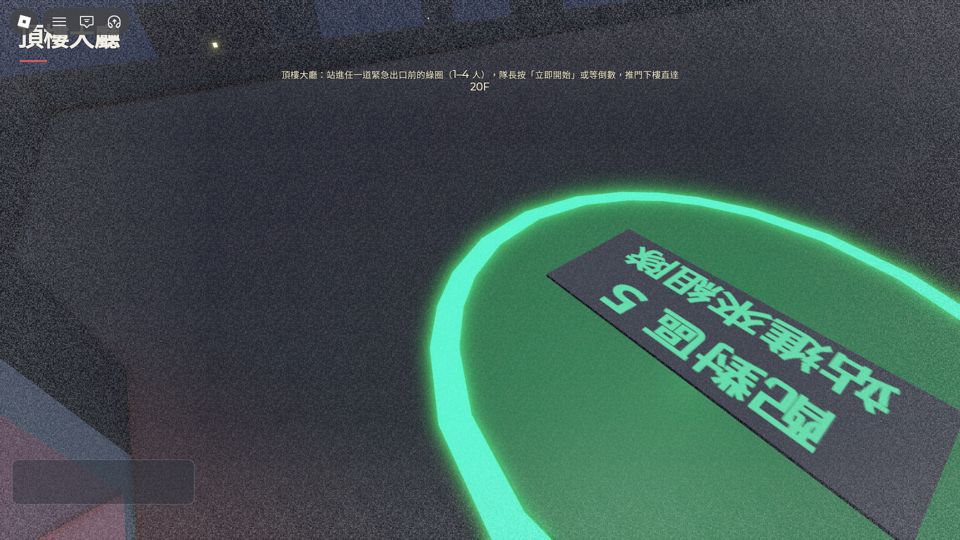 頂樓大廳
頂樓大廳：站進任一道緊急出口前的綠圈（1–4 人），隊長按「立即開始」或等倒數，推門下樓直達
20F
配對區 5
站進來組隊